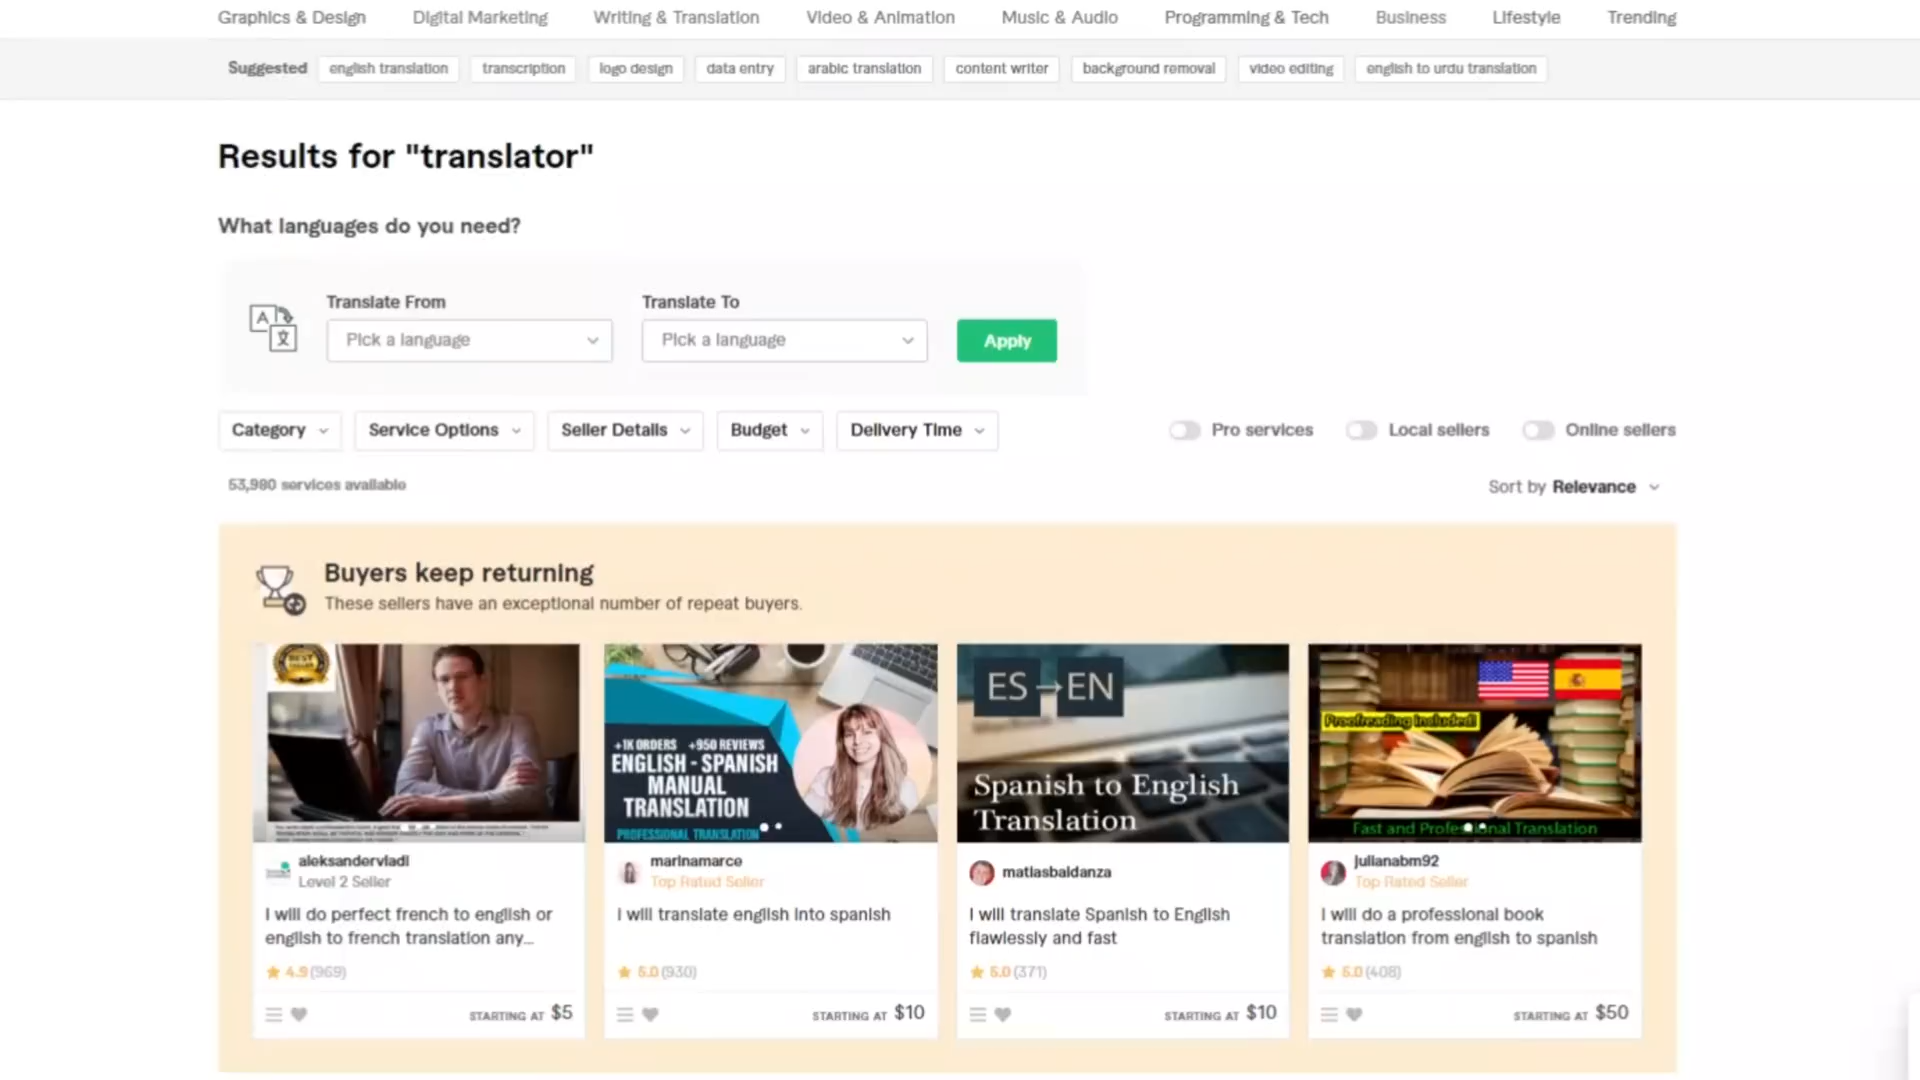 Graphics & Design
Digital Marketing
Writing & Translation
Video & Animation
Music & Audio
Programming & Tech
Business
Lifestyle
Trending
Suggested
english translation
transcription
logo design
data entry
arabic translation
content writer
background removal
video editing
english to urdu translation
Results for "translator"
What languages do you need?
Translate From
Translate To
A
文
Pick a language
Pick a language
Apply
Category
Service Options
Seller Details
Budget
Delivery Time
Pro services
Local sellers
Online sellers
53,980 services available
Sort by Relevance
Buyers keep returning
These sellers have an exceptional number of repeat buyers.
BEST
aleksandervladi
Level 2 Seller
I will do perfect french to english or
english to french translation any...
4.9 (969)
STARTING AT $5
+1K ORDERS +950 REVIEWS
ENGLISH - SPANISH
MANUAL
TRANSLATION
PROFESSIONAL TRANSLATION
marinamarce
Top Rated Seller
I will translate english into spanish
5.0 (930)
STARTING AT $10
ES→EN
Spanish to English
Translation
matiasbaldanza
I will translate Spanish to English
flawlessly and fast
5.0 (371)
STARTING AT $10
Proofreading included!
Fast and Professional Translation
julianabm92
Top Rated Seller
I will do a professional book
translation from english to spanish
5.0 (408)
STARTING AT $50